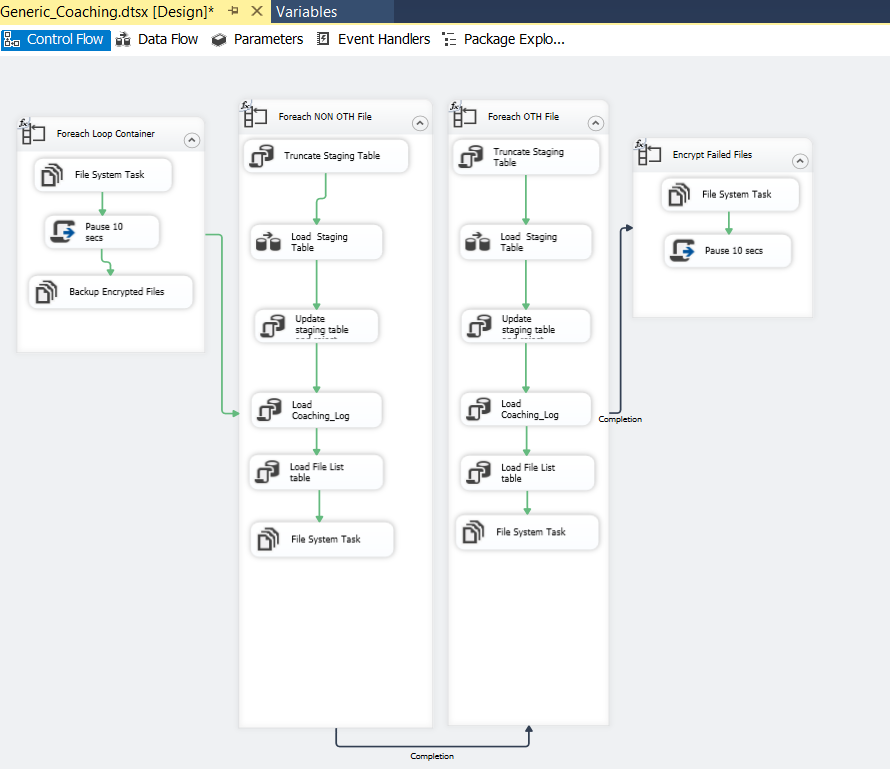 Generic_Coaching.dtsx [Design]*
Variables
Control Flow
Data Flow
Parameters
Event Handlers
Package Explo...
Foreach Loop Container
File System Task
Pause 10
secs
Backup Encrypted Files
Foreach NON OTH File
Truncate Staging Table
Load Staging
Table
Update
staging table
and reject
Load
Coaching_Log
Load File List
table
File System Task
Foreach OTH File
Truncate Staging
Table
Load Staging
Table
Update
staging table
and reject
Load
Coaching_Log
Load File List
table
File System Task
Encrypt Failed Files
File System Task
Pause 10 secs
Completion
Completion